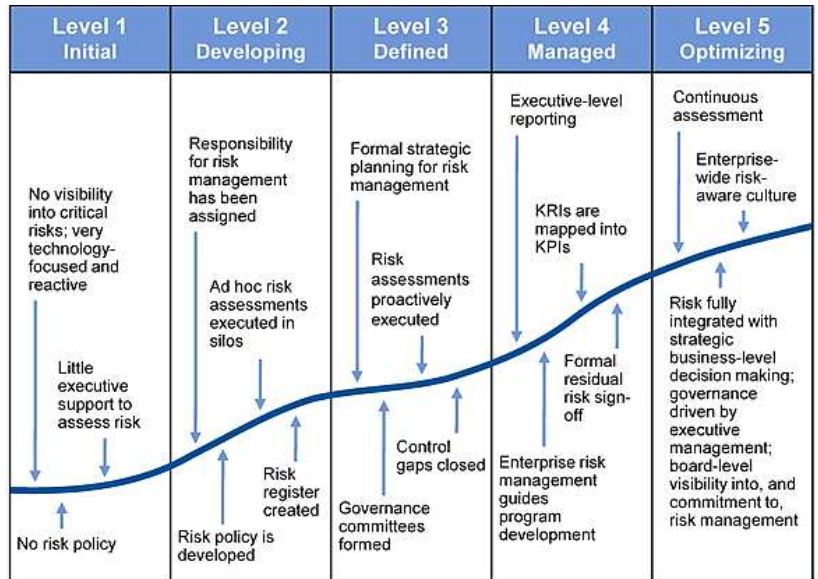 Level 1
Initial
Level 2
Developing
Level 3
Defined
Level 4
Managed
Level 5
Optimizing
No visibility
into critical
risks; very
technology-
focused and
reactive
Little
executive
support to
assess risk
No risk policy
Responsibility
for risk
management
has been
assigned
Ad hoc risk
assessments
executed in
silos
Risk
register
created
Risk policy is
developed
Formal strategic
planning for risk
management
Risk
assessments
proactively
executed
Control
gaps closed
Governance
committees
formed
Executive-level
reporting
KRIs are
mapped into
KPIs
Formal
residual
risk sign-
off
Enterprise risk
management
guides
program
development
Continuous
assessment
Enterprise-
wide risk-
aware culture
Risk fully
integrated with
strategic
business-level
decision making;
governance
driven by
executive
management;
board-level
visibility into, and
commitment to,
risk management